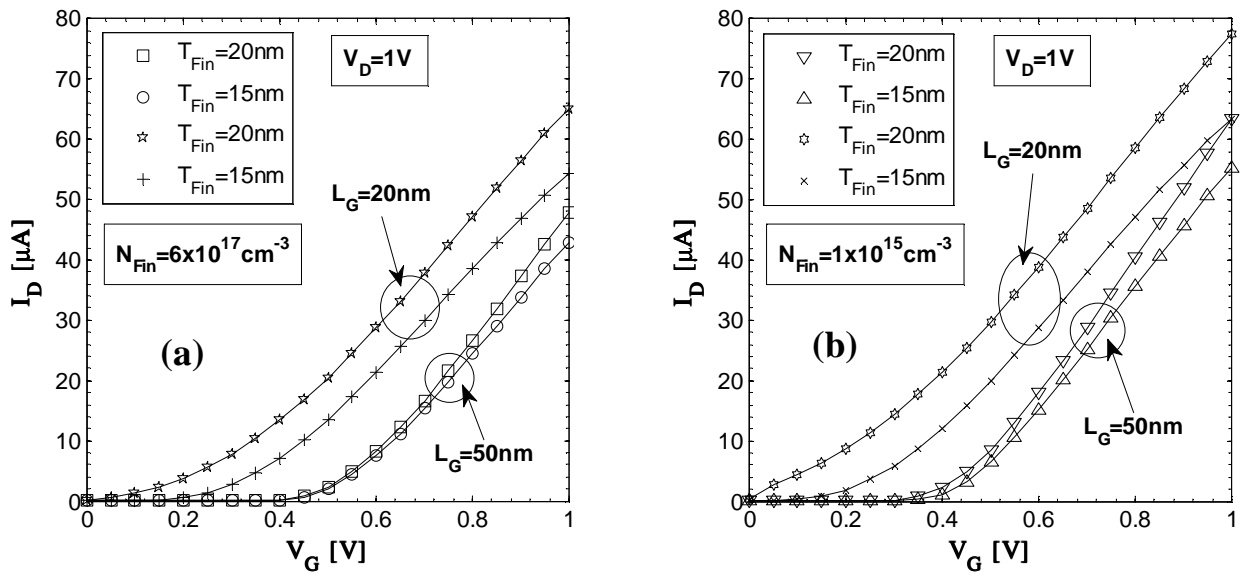 80
70
60
50
40
30
20
10
0
I_D [μA]
T_Fin=20nm
T_Fin=15nm
T_Fin=20nm
T_Fin=15nm
V_D=1V
L_G=20nm
N_Fin=6x10^17cm^-3
(a)
L_G=50nm
0 0.2 0.4 0.6 0.8 1
V_G [V]
80
70
60
50
40
30
20
10
0
I_D [μA]
T_Fin=20nm
T_Fin=15nm
T_Fin=20nm
T_Fin=15nm
V_D=1V
L_G=20nm
N_Fin=1x10^15cm^-3
(b)
L_G=50nm
0 0.2 0.4 0.6 0.8 1
V_G [V]